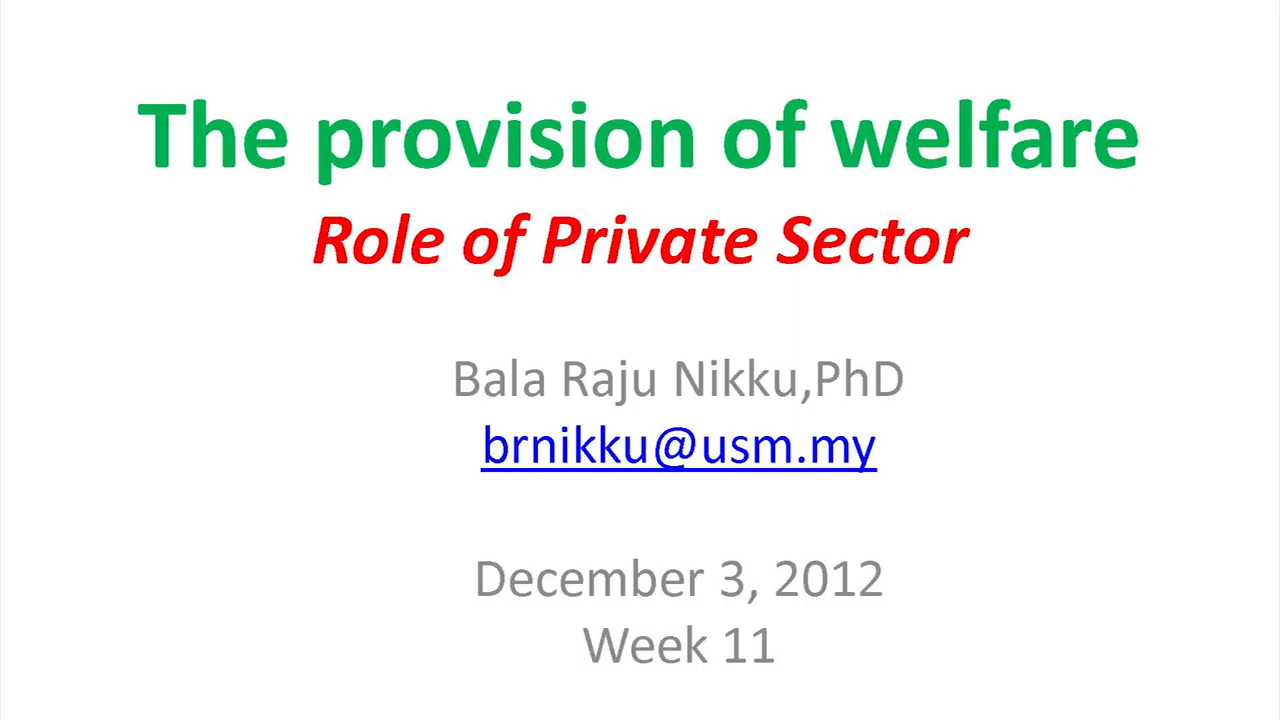 The provision of welfare
Role of Private Sector
Bala Raju Nikku,PhD
brnikku@usm.my
December 3, 2012
Week 11